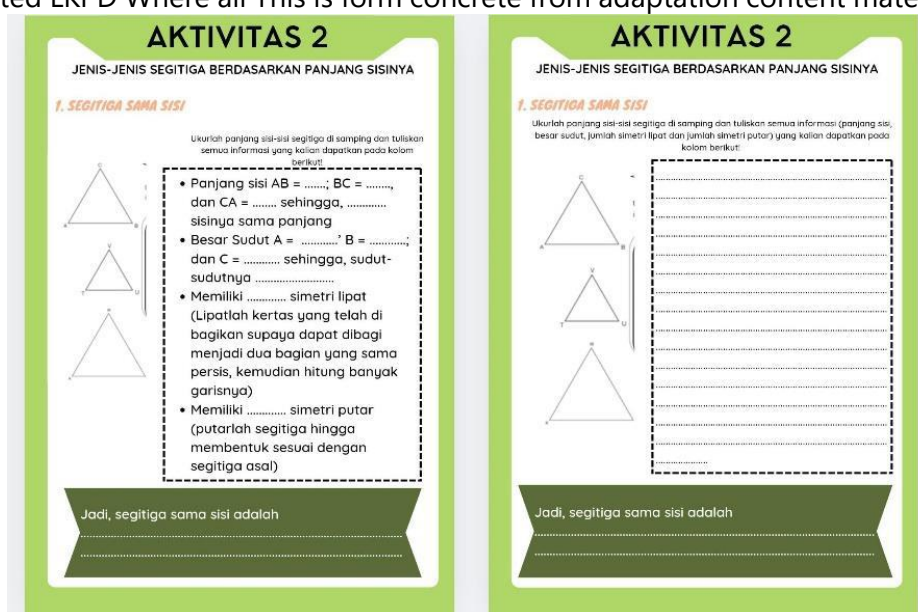 ted LKPD Where all This is form concrete from adaptation content mate
AKTIVITAS 2
JENIS-JENIS SEGITIGA BERDASARKAN PANJANG SISINYA
1. SEGITIGA SAMA SISI
Ukurlah panjang sisi-sisi segitiga di samping dan tuliskan
semua informasi yang kalian dapatkan pada kolom
berikut!
C
A
B
V
T
U
• Panjang sisi AB = .......; BC = ........,
dan CA = ........ sehingga, .............
sisinya sama panjang
• Besar Sudut A = ............' B = ............;
dan C = ............ sehingga, sudut-
sudutnya ..........................
• Memiliki ............. simetri lipat
(Lipatlah kertas yang telah di
bagikan supaya dapat dibagi
menjadi dua bagian yang sama
persis, kemudian hitung banyak
garisnya)
• Memiliki ............. simetri putar
(putarlah segitiga hingga
membentuk sesuai dengan
segitiga asal)
Jadi, segitiga sama sisi adalah
AKTIVITAS 2
JENIS-JENIS SEGITIGA BERDASARKAN PANJANG SISINYA
1. SEGITIGA SAMA SISI
Ukurlah panjang sisi-sisi segitiga di samping dan tuliskan semua informasi (panjang sisi,
besar sudut, jumlah simetri lipat dan jumlah simetri putar) yang kalian dapatkan pada
kolom berikut!
C
A
B
V
T
U
Jadi, segitiga sama sisi adalah